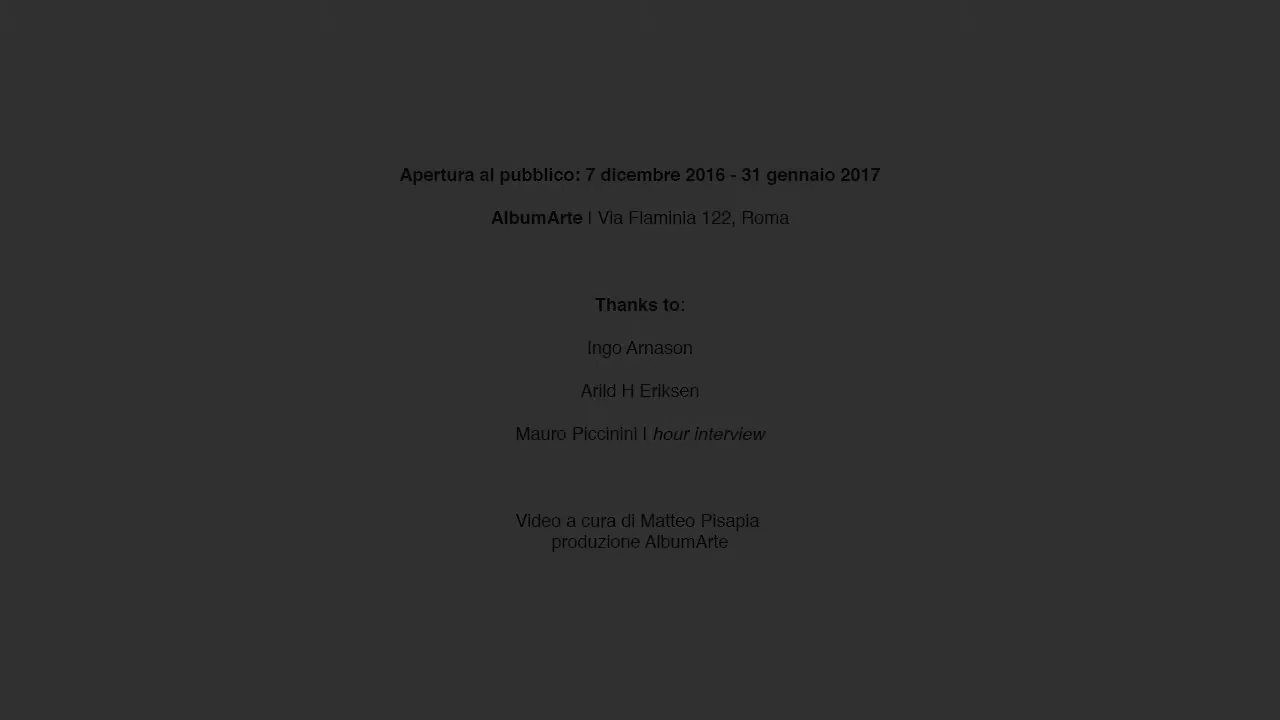 Apertura al pubblico: 7 dicembre 2016 - 31 gennaio 2017
AlbumArte | Via Flaminia 122, Roma
Thanks to:
Ingo Arnason
Arild H Eriksen
Mauro Piccinini | hour interview
Video a cura di Matteo Pisapia
produzione AlbumArte